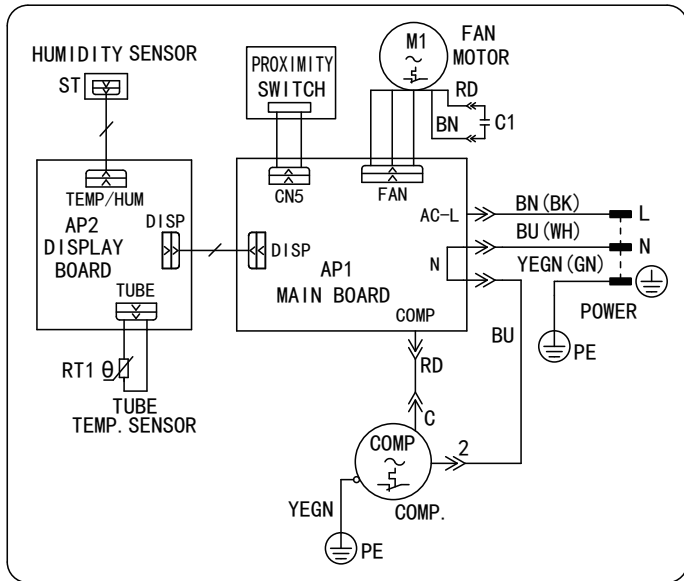 HUMIDITY SENSOR
ST
PROXIMITY
SWITCH
M1
FAN
MOTOR
RD
BN
C1
TEMP/HUM
CN5
FAN
AP2
DISPLAY
BOARD
DISP
DISP
TUBE
AP1
MAIN BOARD
AC-L
N
COMP
BN(BK)
L
BU(WH)
N
YEGN(GN)
POWER
PE
BU
RT1 θ
TUBE
TEMP. SENSOR
RD
C
COMP
2
COMP.
YEGN
PE